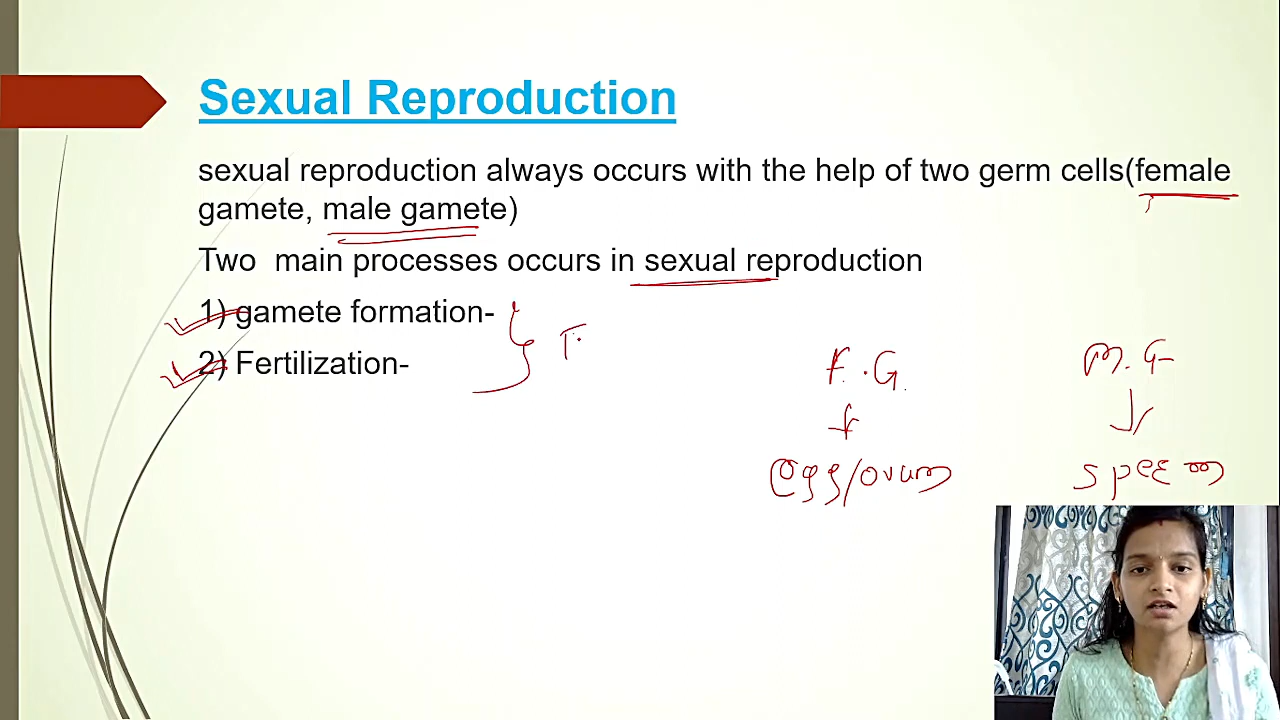 Sexual Reproduction
sexual reproduction always occurs with the help of two germ cells(female
gamete, male gamete)
Two main processes occurs in sexual reproduction
1) gamete formation-
2) Fertilization-
F.G. M.G
egg/ovum sperm